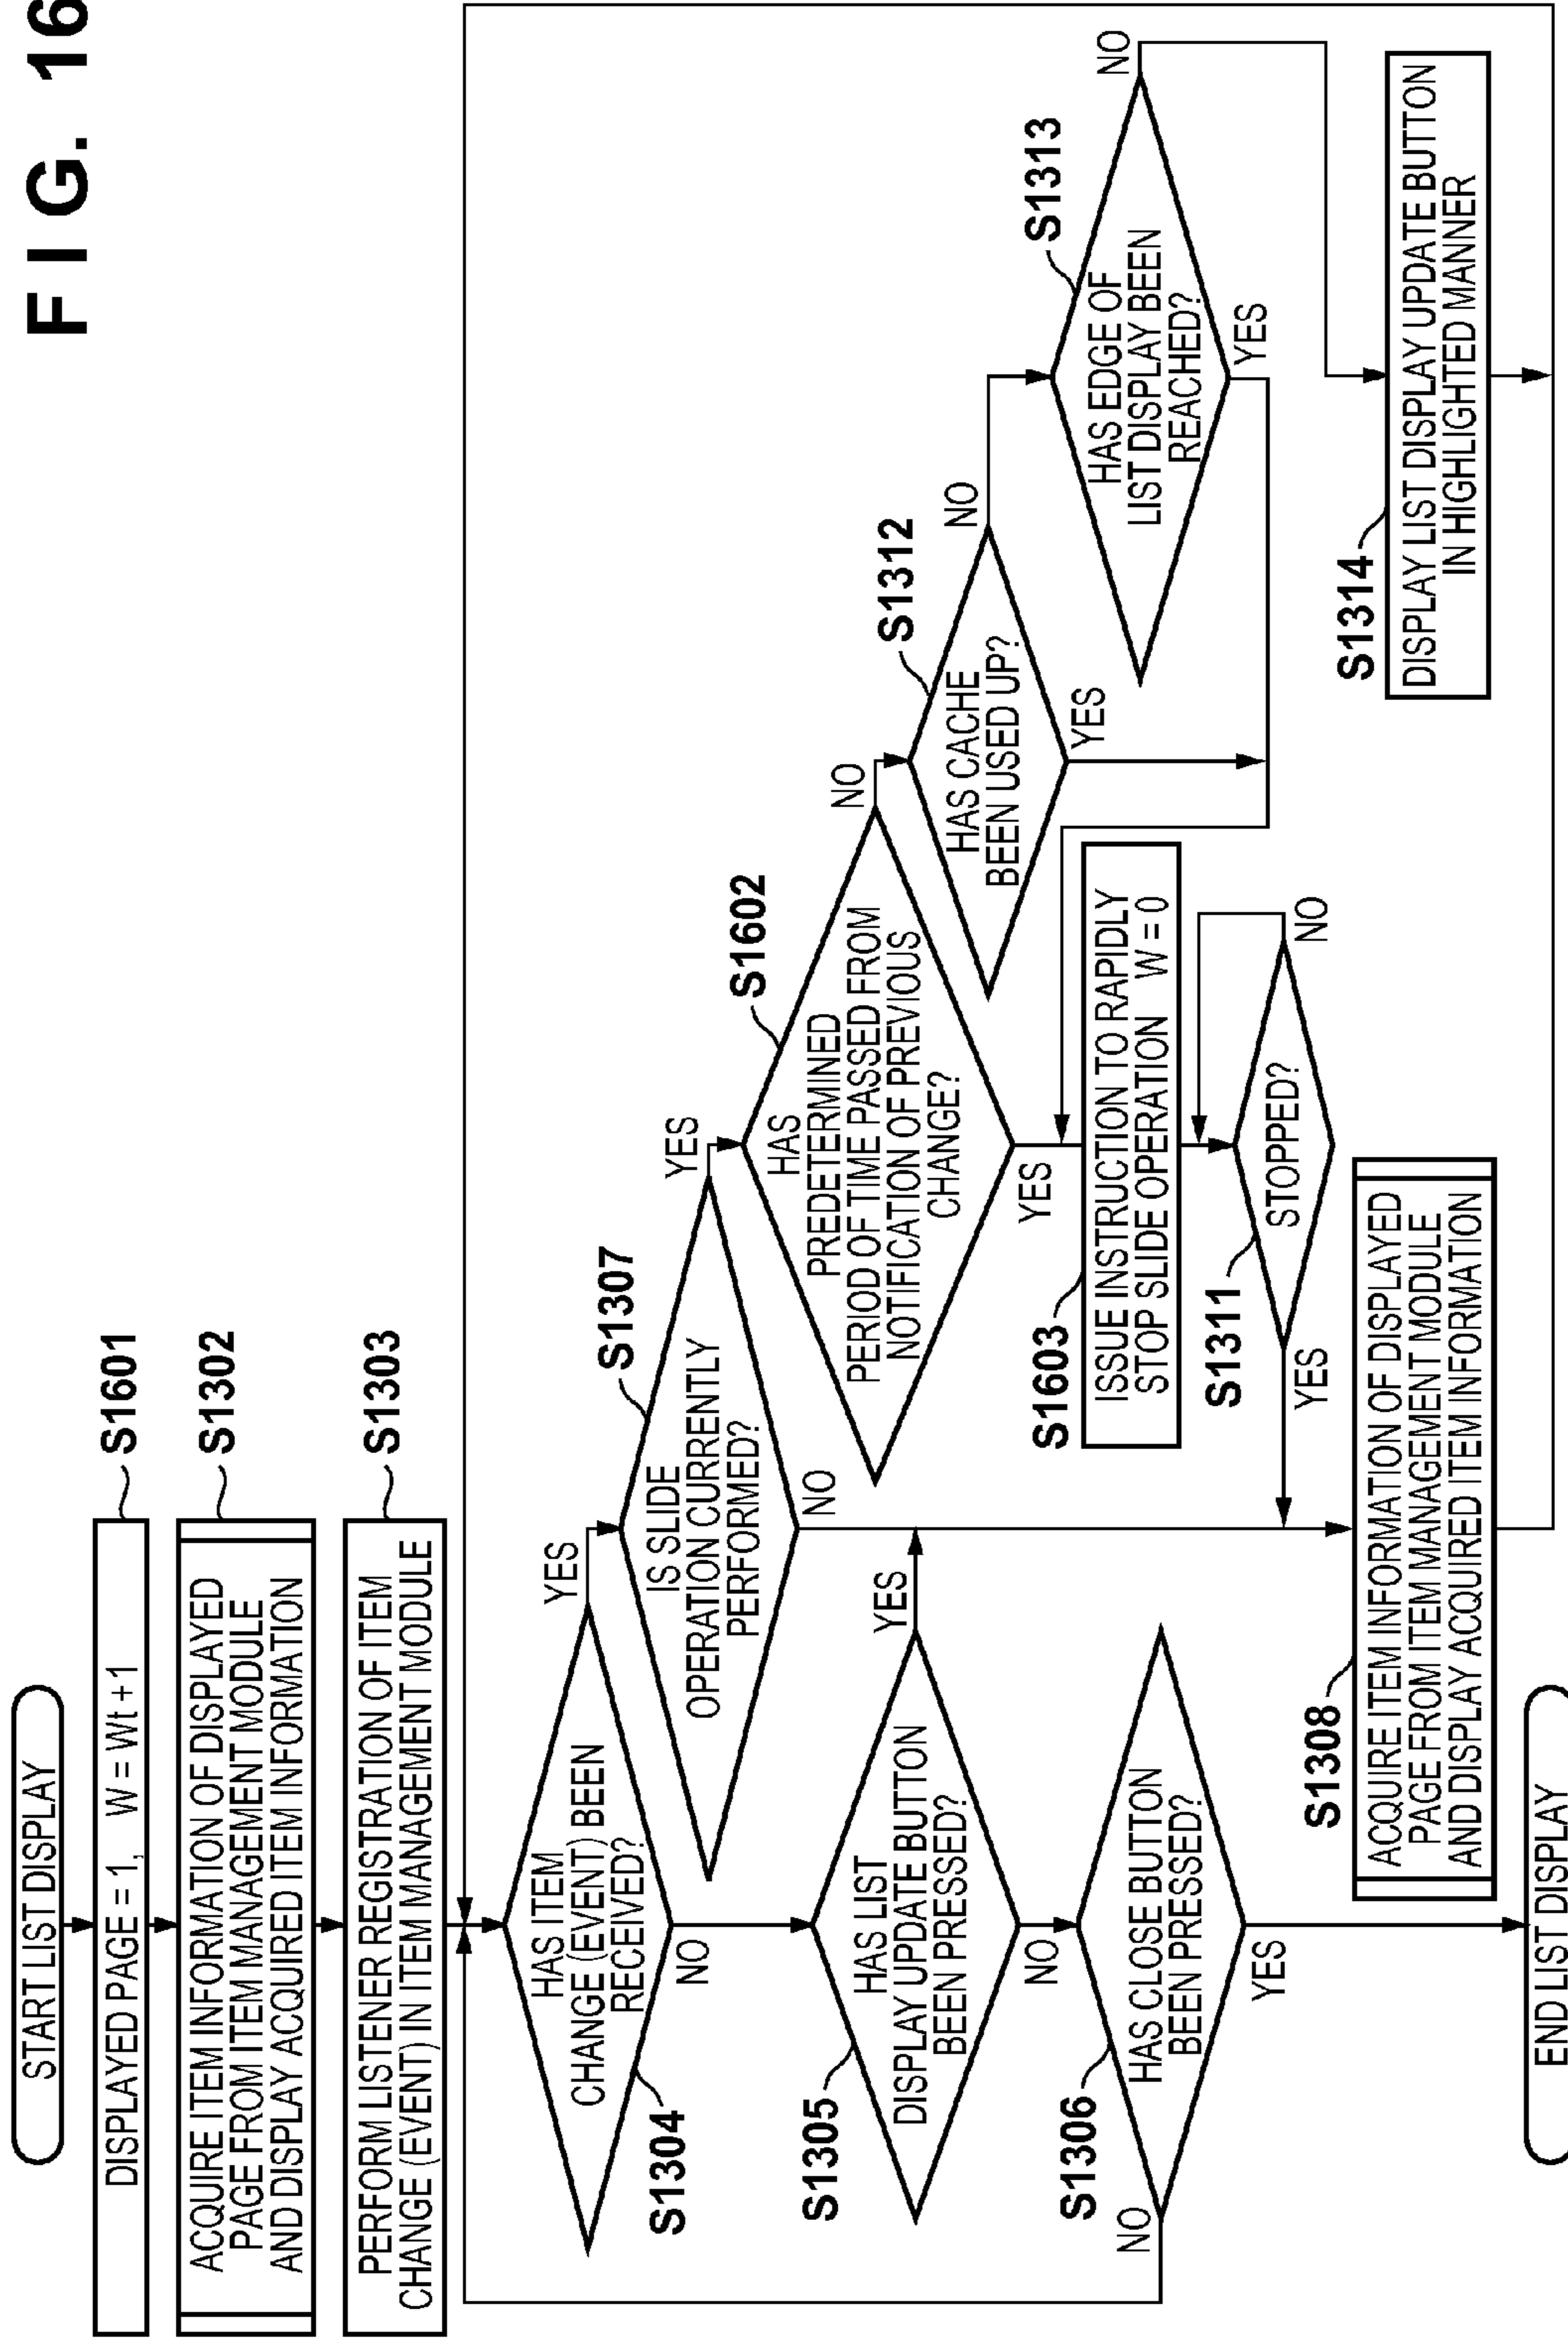 FIG. 16
START LIST DISPLAY
DISPLAYED PAGE = 1, W = Wt + 1
S1601
ACQUIRE ITEM INFORMATION OF DISPLAYED
PAGE FROM ITEM MANAGEMENT MODULE
AND DISPLAY ACQUIRED ITEM INFORMATION
S1302
PERFORM LISTENER REGISTRATION OF ITEM
CHANGE (EVENT) IN ITEM MANAGEMENT MODULE
S1303
HAS ITEM
CHANGE (EVENT) BEEN
RECEIVED?
S1304
YES
NO
IS SLIDE
OPERATION CURRENTLY
PERFORMED?
S1307
YES
NO
HAS
PREDETERMINED
PERIOD OF TIME PASSED FROM
NOTIFICATION OF PREVIOUS
CHANGE?
S1602
NO
YES
HAS CACHE
BEEN USED UP?
S1312
NO
YES
HAS EDGE OF
LIST DISPLAY BEEN
REACHED?
S1313
NO
YES
HAS LIST
DISPLAY UPDATE BUTTON
BEEN PRESSED?
S1305
YES
NO
ISSUE INSTRUCTION TO RAPIDLY
STOP SLIDE OPERATION W = 0
S1603
STOPPED?
S1311
NO
YES
HAS CLOSE BUTTON
BEEN PRESSED?
S1306
NO
YES
ACQUIRE ITEM INFORMATION OF DISPLAYED
PAGE FROM ITEM MANAGEMENT MODULE
AND DISPLAY ACQUIRED ITEM INFORMATION
S1308
DISPLAY LIST DISPLAY UPDATE BUTTON
IN HIGHLIGHTED MANNER
S1314
END LIST DISPLAY